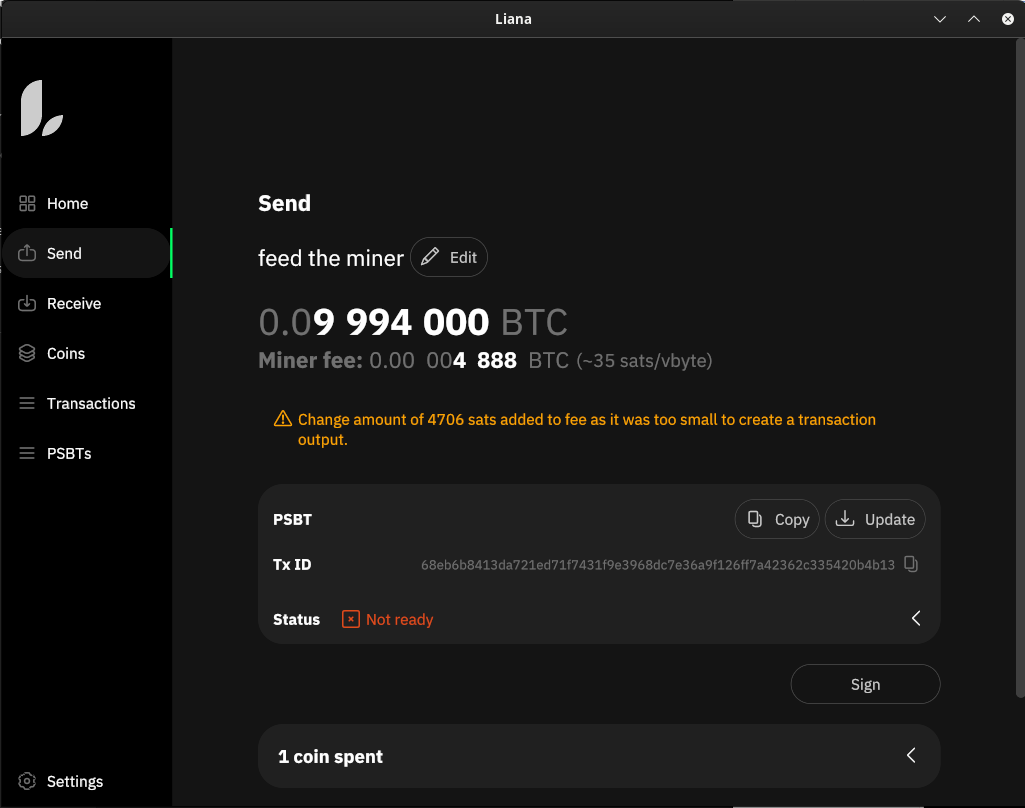 Liana
Home
Send
Receive
Coins
Transactions
PSBTs
Settings
Send
feed the miner Edit
0.09 994 000 BTC
Miner fee: 0.00 004 888 BTC (~35 sats/vbyte)
Change amount of 4706 sats added to fee as it was too small to create a transaction
output.
PSBT Copy Update
Tx ID 68eb6b8413da721ed71f7431f9e3968dc7e36a9f126ff7a42362c335420b4b13
Status Not ready
Sign
1 coin spent